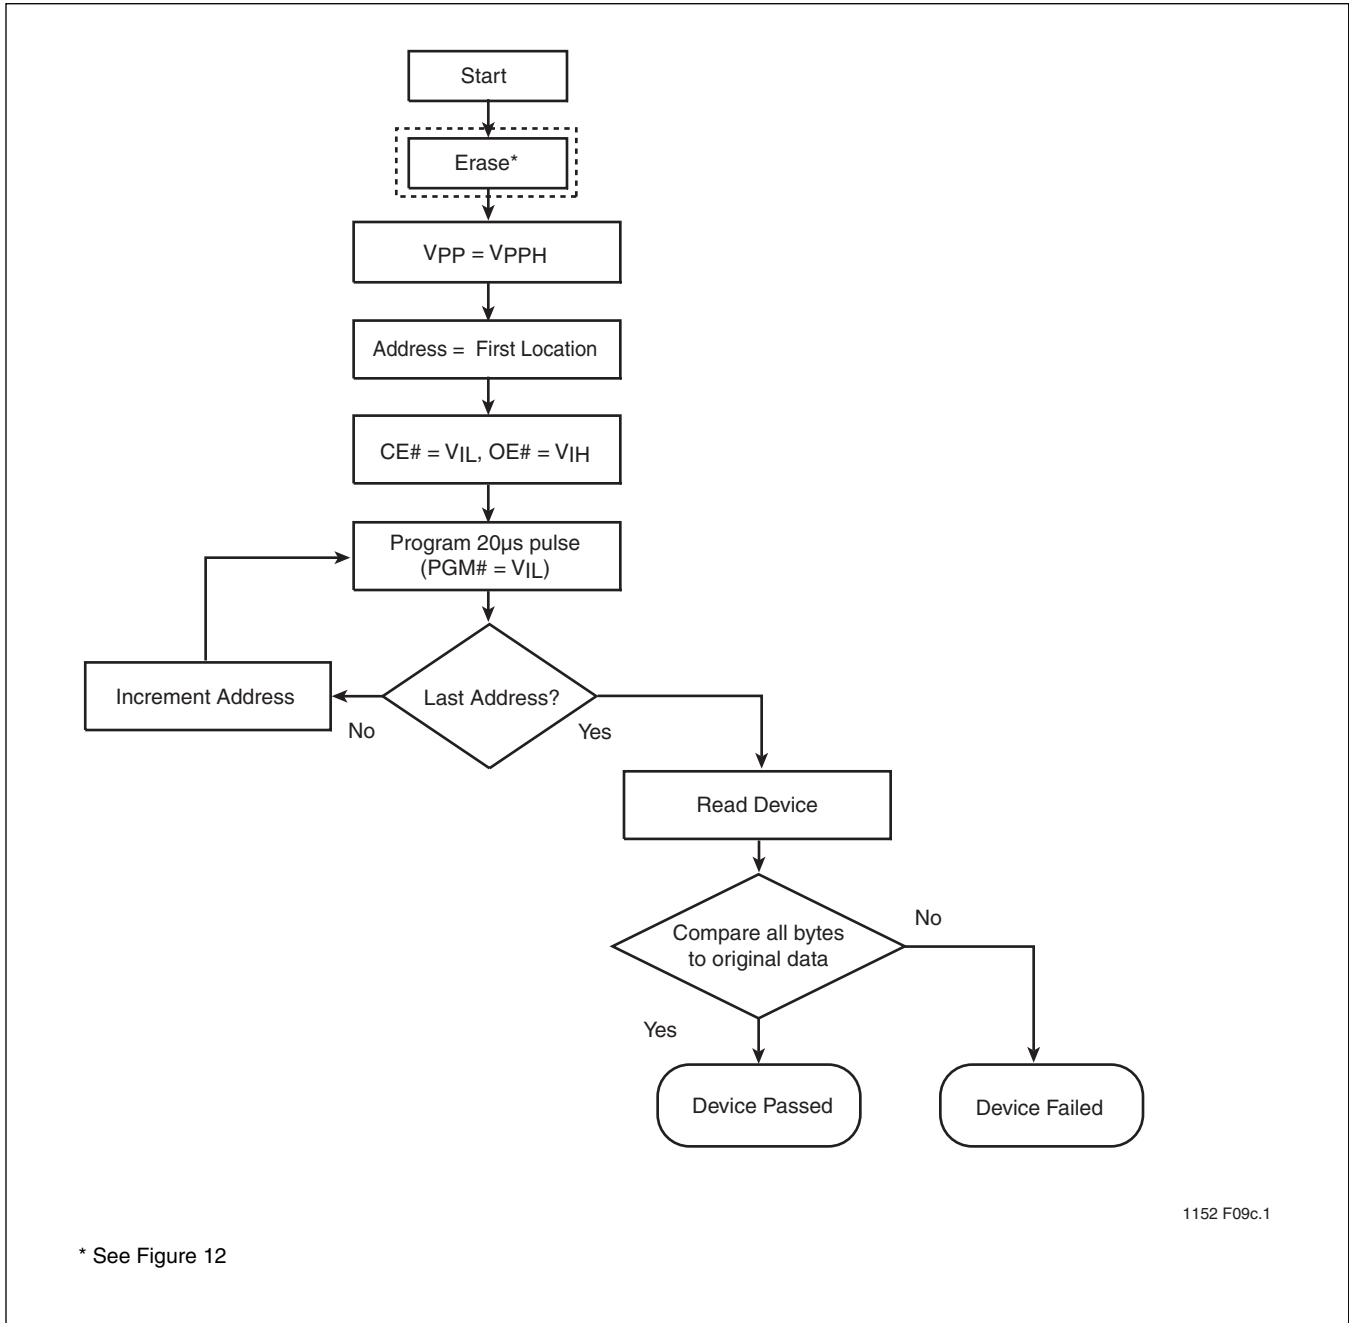 Start
Erase*
VPP = VPPH
Address = First Location
CE# = VIL, OE# = VIH
Program 20µs pulse
(PGM# = VIL)
Increment Address
Last Address?
No
Yes
Read Device
Compare all bytes
to original data
No
Yes
Device Passed
Device Failed
1152 F09c.1
* See Figure 12